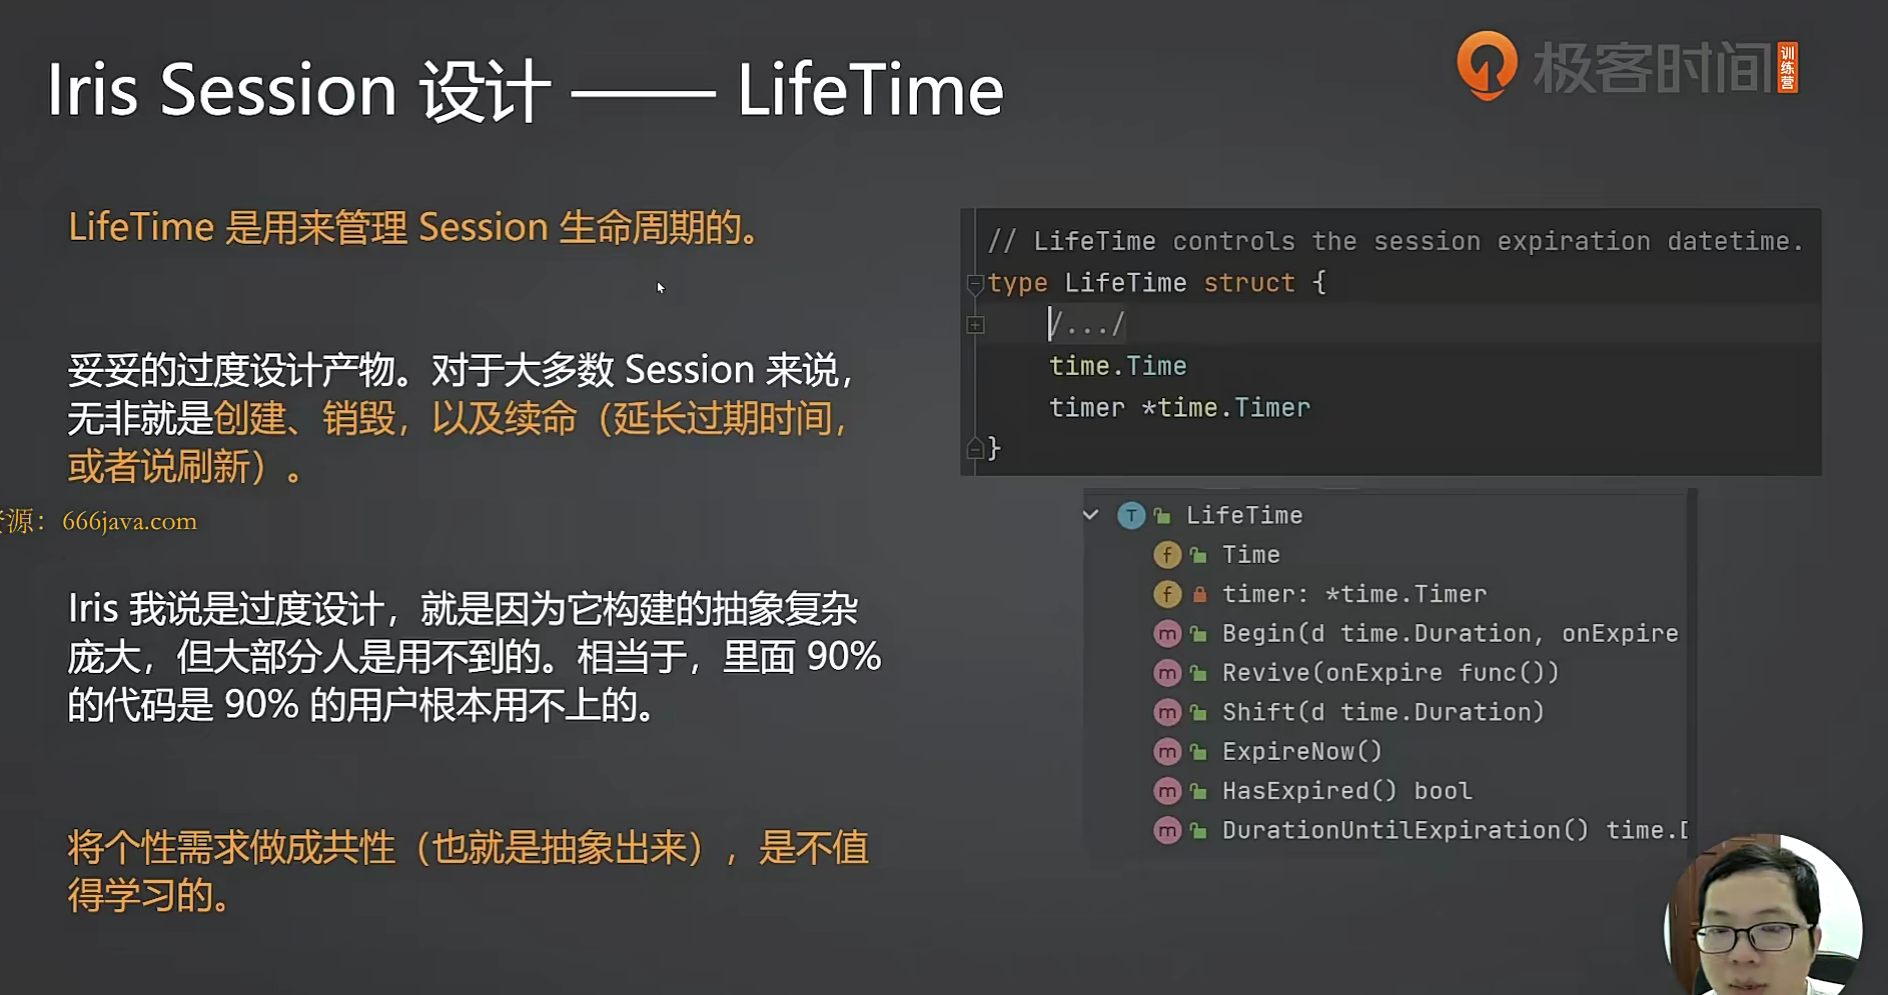 Iris Session 设计 —— LifeTime
极客时间
训练营
LifeTime 是用来管理 Session 生命周期的。
妥妥的过度设计产物。对于大多数 Session 来说，
无非就是创建、销毁，以及续命（延长过期时间，
或者说刷新）。
源：666java.com
Iris 我说是过度设计，就是因为它构建的抽象复杂
庞大，但大部分人是用不到的。相当于，里面 90%
的代码是 90% 的用户根本用不上的。
将个性需求做成共性（也就是抽象出来），是不值
得学习的。
// LifeTime controls the session expiration datetime.
type LifeTime struct {
/.../
time.Time
timer *time.Timer
}
LifeTime
Time
timer: *time.Timer
Begin(d time.Duration, onExpire
Revive(onExpire func())
Shift(d time.Duration)
ExpireNow()
HasExpired() bool
DurationUntilExpiration() time.D